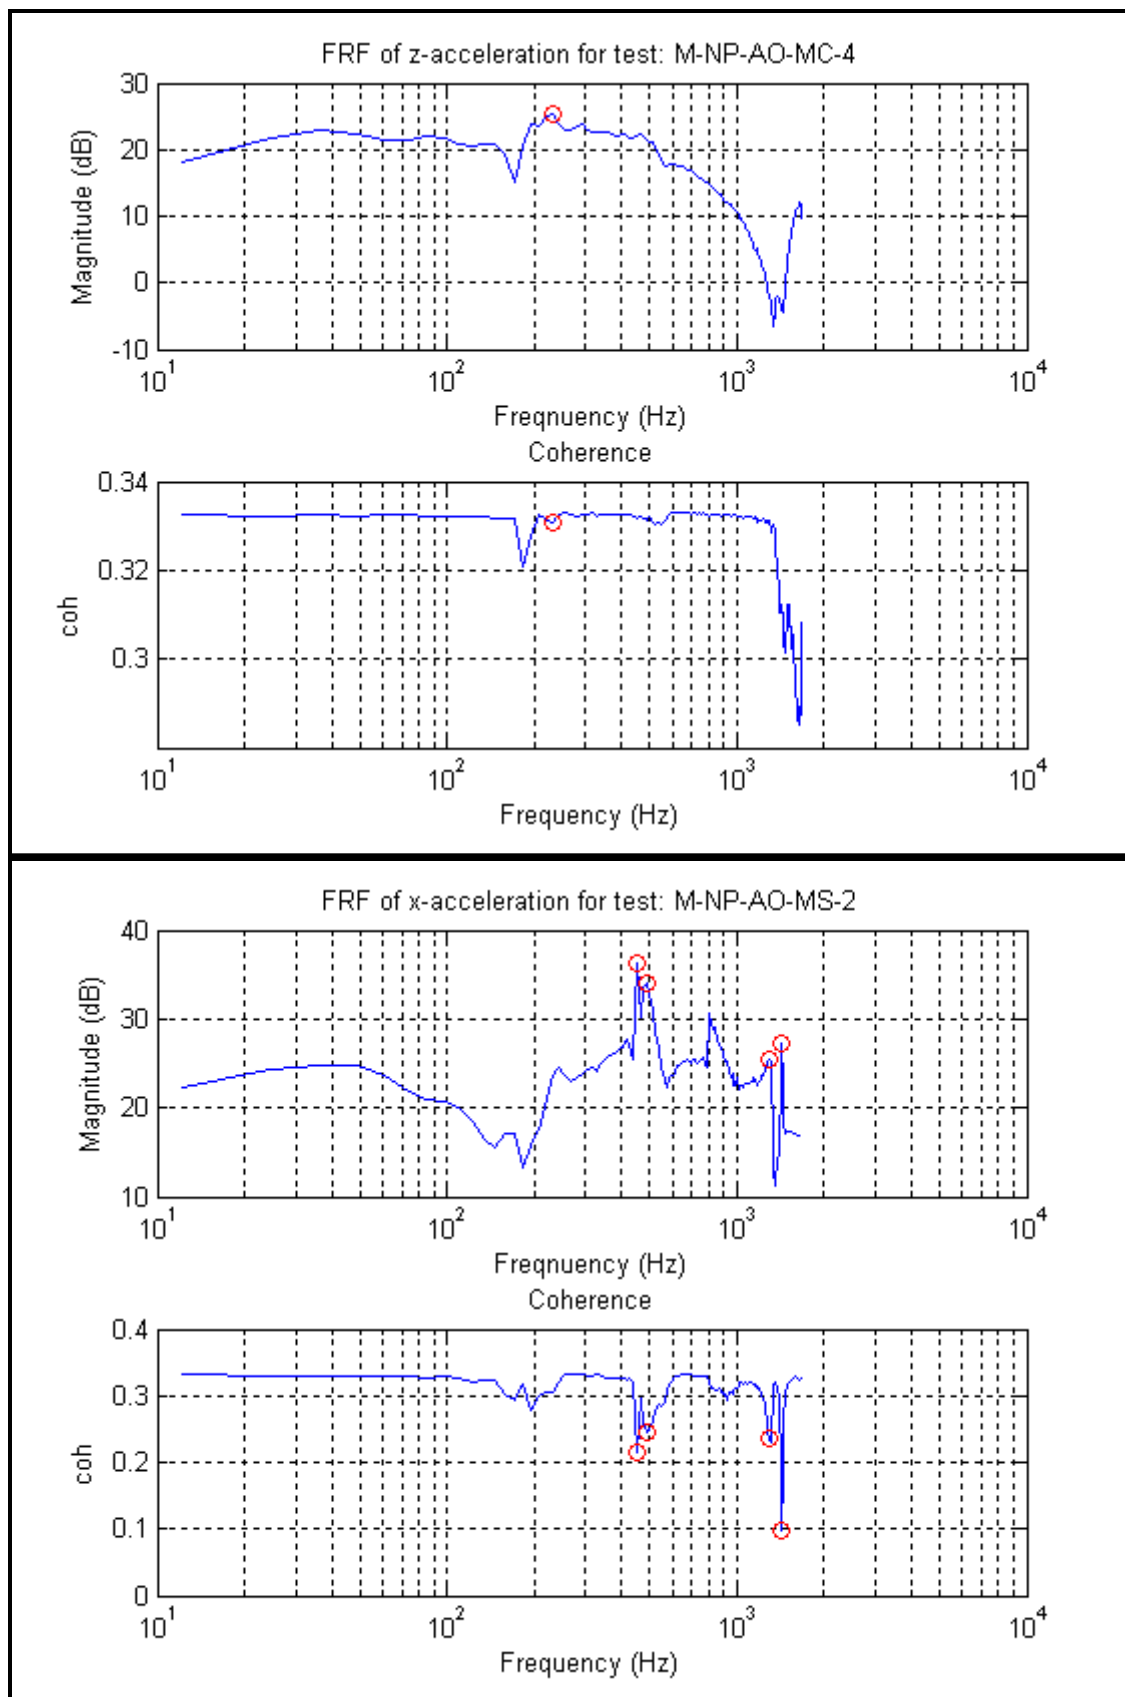 FRF of z-acceleration for test: M-NP-AO-MC-4
30
20
10
0
-10
Magnitude (dB)
10^1 10^2 10^3 10^4
Freqnuency (Hz)
Coherence
0.34
0.32
0.3
coh
10^1 10^2 10^3 10^4
Frequency (Hz)
FRF of x-acceleration for test: M-NP-AO-MS-2
40
30
20
10
Magnitude (dB)
10^1 10^2 10^3 10^4
Freqnuency (Hz)
Coherence
0.4
0.3
0.2
0.1
0
coh
10^1 10^2 10^3 10^4
Frequency (Hz)